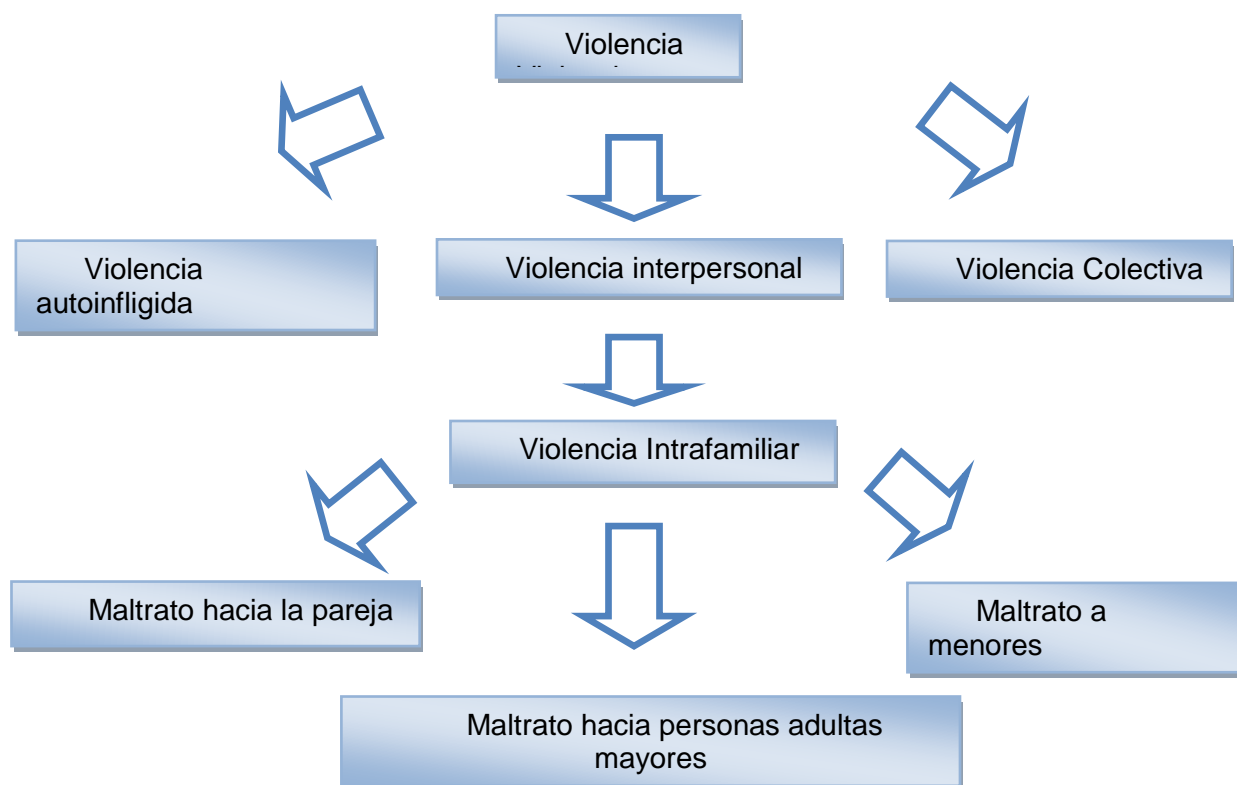 Violencia
Violencia
autoinfligida
Violencia interpersonal
Violencia Colectiva
Violencia Intrafamiliar
Maltrato hacia la pareja
Maltrato a
menores
Maltrato hacia personas adultas
mayores